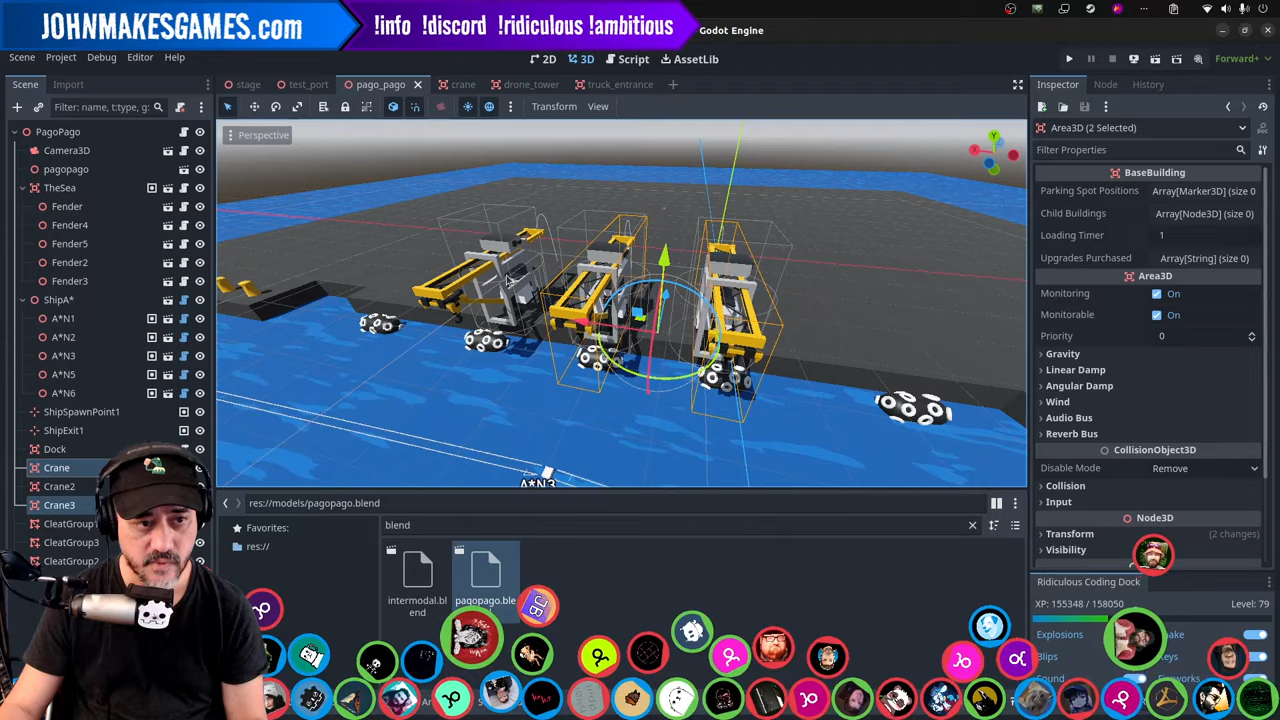 JOHNMAKESGAMES.com
!info !discord !ridiculous !ambitious
Godot Engine
Scene Project Debug Editor Help
2D 3D Script AssetLib
Forward+
Scene Import
stage test_port pago_pago crane drone_tower truck_entrance
Inspector Node History
Filter: name, t:type, g:
Transform View
Area3D (2 Selected)
Perspective
Filter Properties
PagoPago
Camera3D
pagopago
TheSea
Fender
Fender4
Fender5
Fender2
Fender3
ShipA*
A*N1
A*N2
A*N3
A*N5
A*N6
ShipSpawnPoint1
ShipExit1
Dock
Crane
Crane2
Crane3
CleatGroup
CleatGroup3
CleatGroup2
Y
X
A*N3
BaseBuilding
Parking Spot Positions Array[Marker3D] (size 0
Child Buildings Array[Node3D] (size 0)
Loading Timer 1
Upgrades Purchased Array[String] (size 0)
Area3D
Monitoring On
Monitorable On
Priority 0
Gravity
Linear Damp
Angular Damp
Wind
Audio Bus
Reverb Bus
CollisionObject3D
Disable Mode Remove
Collision
Input
Node3D
Transform (2 changes)
Visibility
res://models/pagopago.blend
Favorites:
res://
blend
intermodal.bl
end
pagopago.ble
Ridiculous Coding Dock
XP: 155348 / 158050 Level: 79
Explosions
Blips Keys
Sound